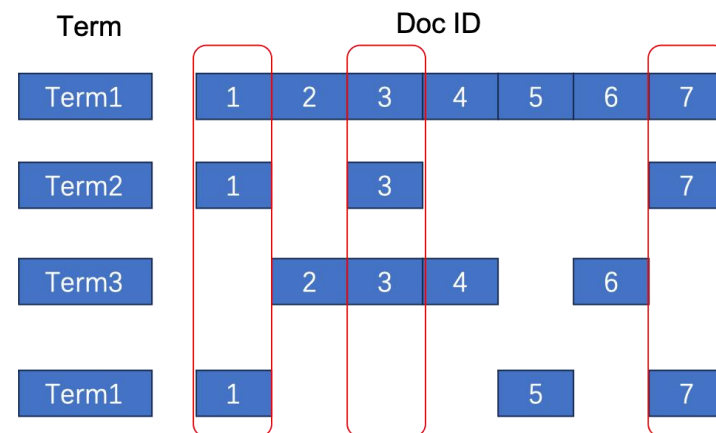 Term Doc ID
Term1 1 2 3 4 5 6 7
Term2 1 3 7
Term3 2 3 4 6
Term1 1 5 7